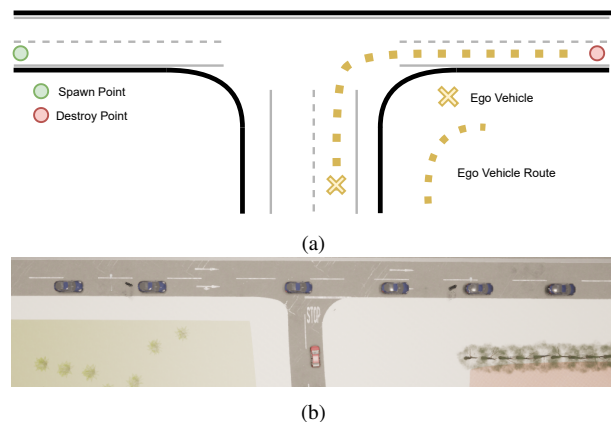 Spawn Point
Destroy Point
Ego Vehicle
Ego Vehicle Route
(a)
STOP
(b)